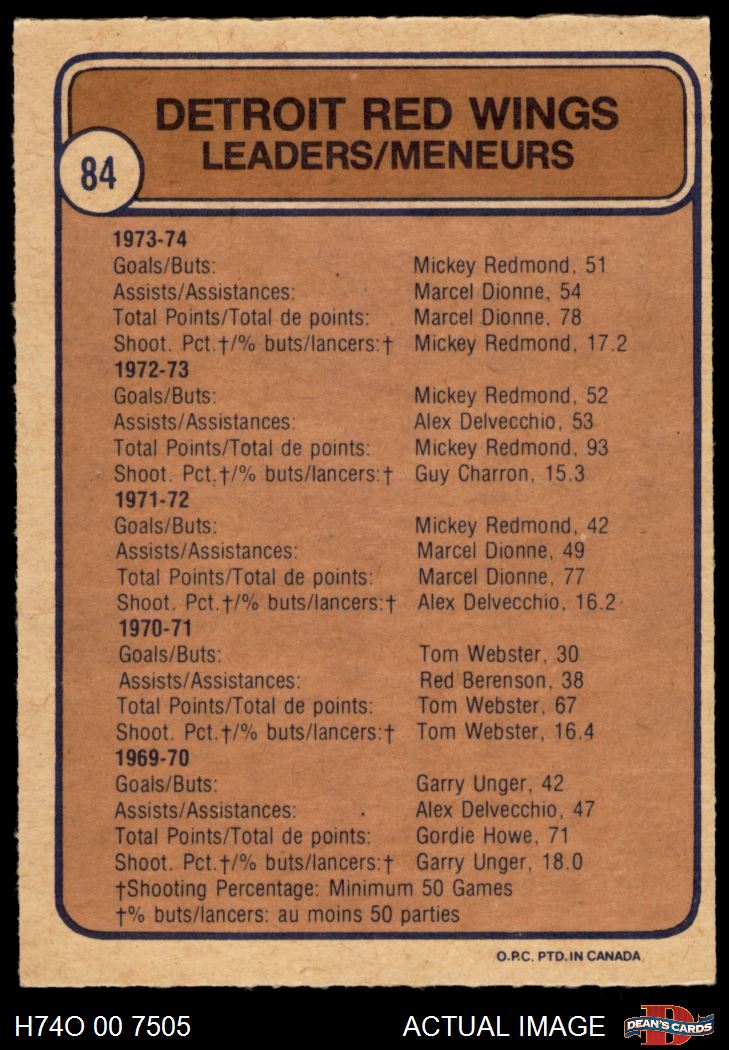 DETROIT RED WINGS
LEADERS/MENEURS
84
1973-74
Goals/Buts: Mickey Redmond, 51
Assists/Assistances: Marcel Dionne, 54
Total Points/Total de points: Marcel Dionne, 78
Shoot. Pct.†/% buts/lancers:† Mickey Redmond, 17.2
1972-73
Goals/Buts: Mickey Redmond, 52
Assists/Assistances: Alex Delvecchio, 53
Total Points/Total de points: Mickey Redmond, 93
Shoot. Pct.†/% buts/lancers:† Guy Charron, 15.3
1971-72
Goals/Buts: Mickey Redmond, 42
Assists/Assistances: Marcel Dionne, 49
Total Points/Total de points: Marcel Dionne, 77
Shoot. Pct.†/% buts/lancers:† Alex Delvecchio, 16.2
1970-71
Goals/Buts: Tom Webster, 30
Assists/Assistances: Red Berenson, 38
Total Points/Total de points: Tom Webster, 67
Shoot. Pct.†/% buts/lancers:† Tom Webster, 16.4
1969-70
Goals/Buts: Garry Unger, 42
Assists/Assistances: Alex Delvecchio, 47
Total Points/Total de points: Gordie Howe, 71
Shoot. Pct.†/% buts/lancers:† Garry Unger, 18.0
†Shooting Percentage: Minimum 50 Games
†% buts/lancers: au moins 50 parties
O.P.C. PTD. IN CANADA
H74O 00 7505 ACTUAL IMAGE D DEAN'S CARDS